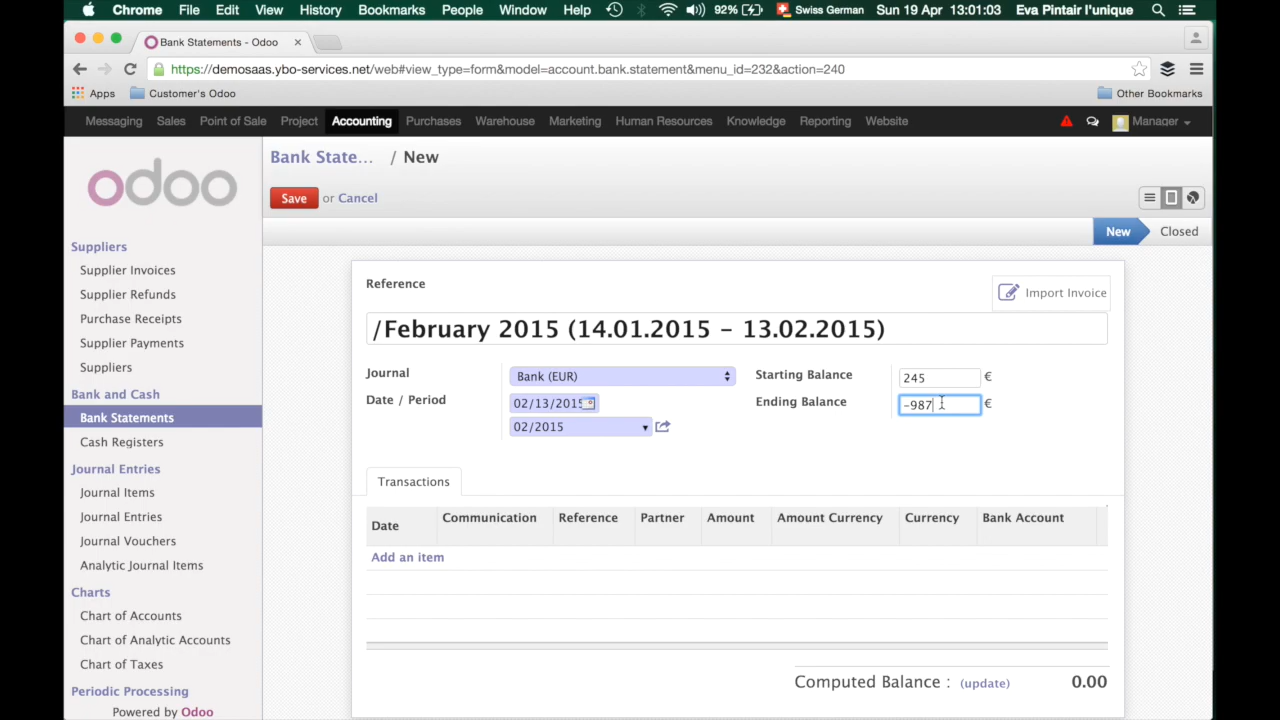 Chrome File Edit View History Bookmarks People Window Help 92% Swiss German Sun 19 Apr 13:01:03 Eva Pintair l'unique
Bank Statements - Odoo
https://demosaas.ybo-services.net/web#view_type=form&model=account.bank.statement&menu_id=232&action=240
Apps Customer's Odoo Other Bookmarks
Messaging Sales Point of Sale Project Accounting Purchases Warehouse Marketing Human Resources Knowledge Reporting Website Manager
odoo
Suppliers
Supplier Invoices
Supplier Refunds
Purchase Receipts
Supplier Payments
Suppliers
Bank and Cash
Bank Statements
Cash Registers
Journal Entries
Journal Items
Journal Entries
Journal Vouchers
Analytic Journal Items
Charts
Chart of Accounts
Chart of Analytic Accounts
Chart of Taxes
Periodic Processing
Powered by Odoo
Bank State... / New
Save or Cancel
New Closed
Reference
Import Invoice
/February 2015 (14.01.2015 - 13.02.2015)
Journal Bank (EUR) Starting Balance 245 €
Date / Period 02/13/2015 Ending Balance -987 €
02/2015
Transactions
Date Communication Reference Partner Amount Amount Currency Currency Bank Account
Add an item
Computed Balance : (update) 0.00